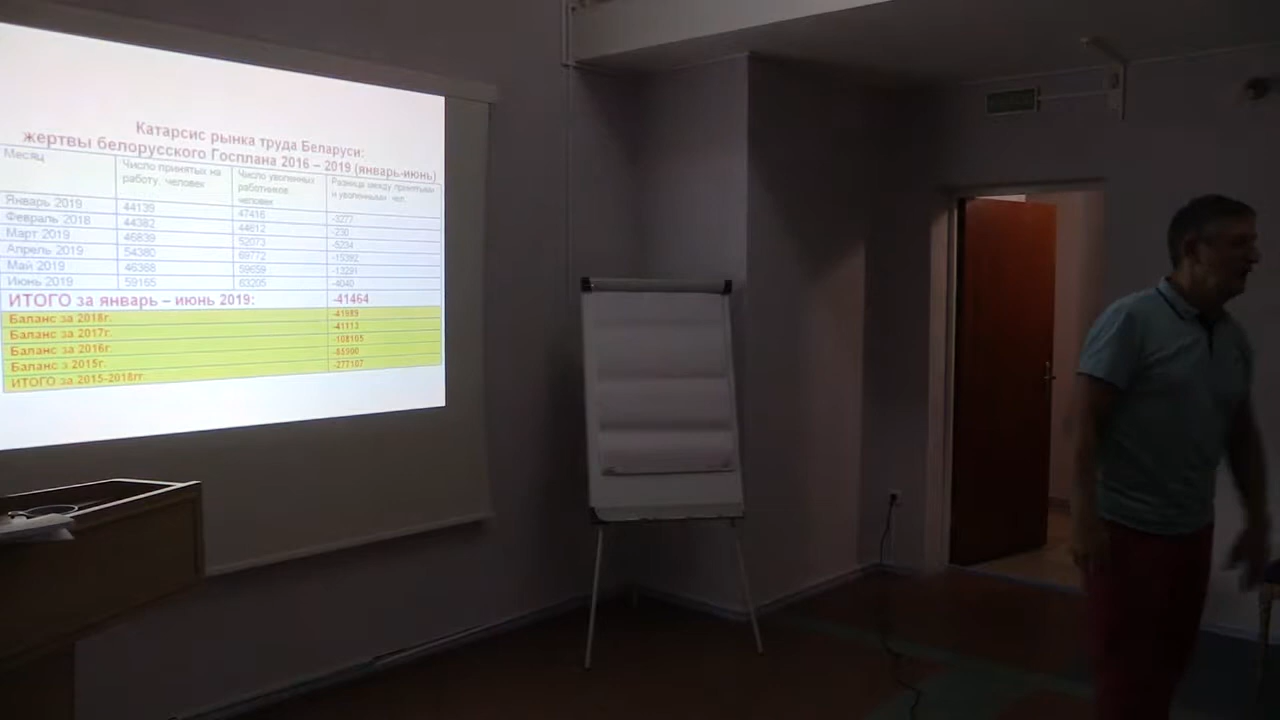 Катарсис рынка труда Беларуси:
жертвы белорусского Госплана 2016 – 2019 (январь-июнь)
Месяц Число принятых на работу человек Число уволенных работников человек Разница между принятыми и уволенными чел.
Январь 2019 44139 47416 -3277
Февраль 2018 44382 44612 -230
Март 2019 46839 52073 -5234
Апрель 2019 54380 69772 -15392
Май 2019 46368 59659 -13291
Июнь 2019 59165 63205 -4040
ИТОГО за январь – июнь 2019: -41464
Баланс за 2018г. -41989
Баланс за 2017г. -41113
Баланс за 2016г. -108105
Баланс з 2015г. -85900
ИТОГО за 2015-2018гг. -277107